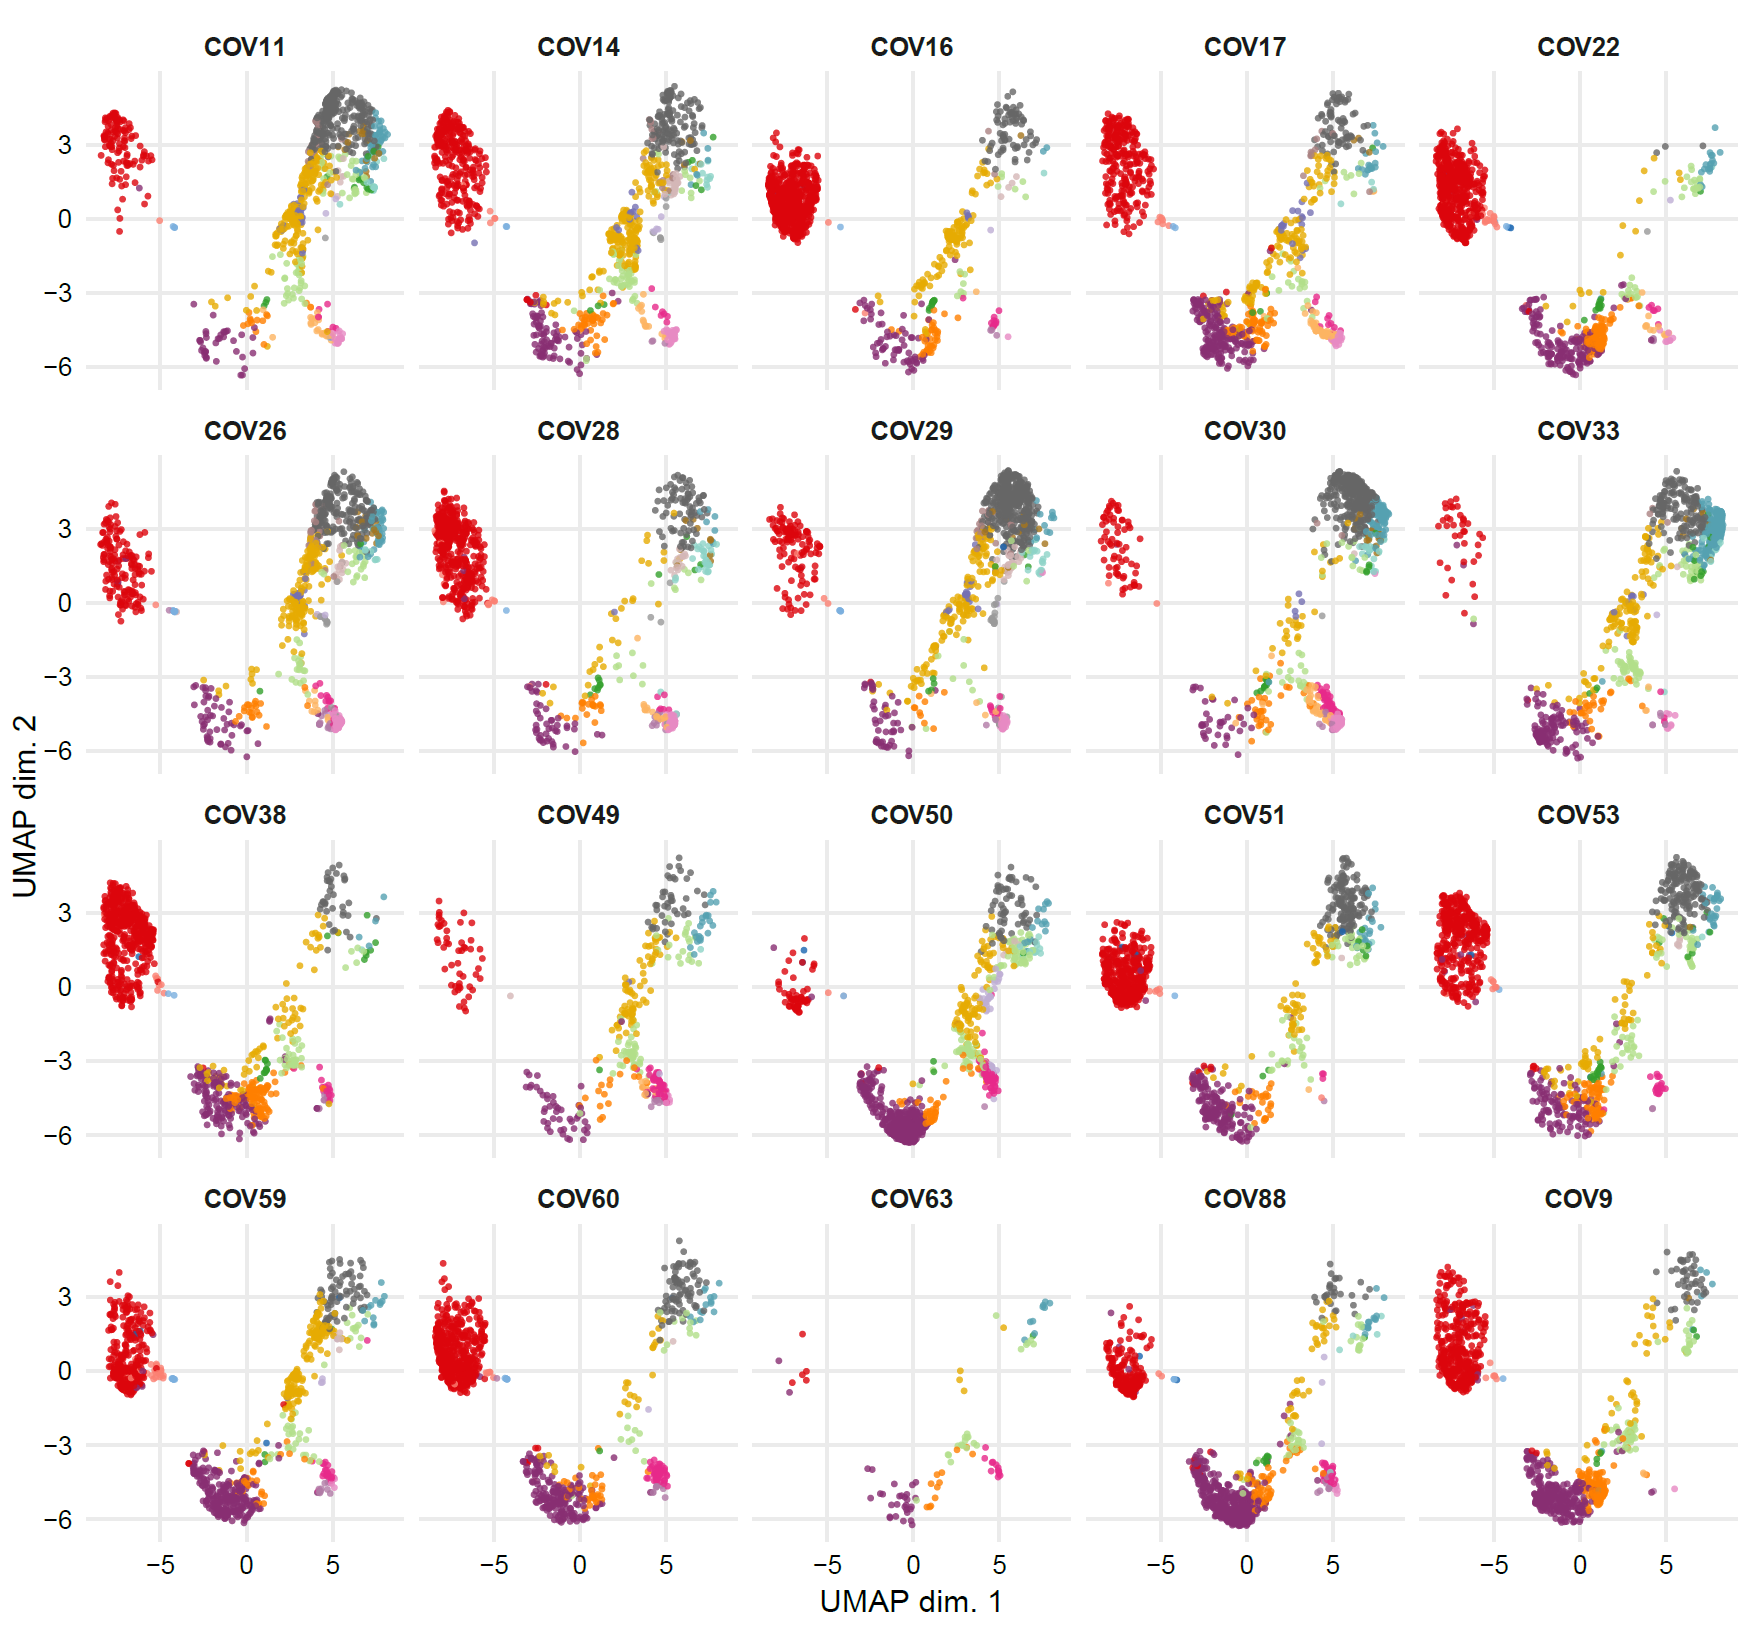 COV11 COV14 COV16 COV17 COV22
3
0
−3
−6
COV26 COV28 COV29 COV30 COV33
3
0
−3
−6
COV38 COV49 COV50 COV51 COV53
3
0
−3
−6
COV59 COV60 COV63 COV88 COV9
3
0
−3
−6
−5 0 5 −5 0 5 −5 0 5 −5 0 5 −5 0 5
UMAP dim. 1
UMAP dim. 2